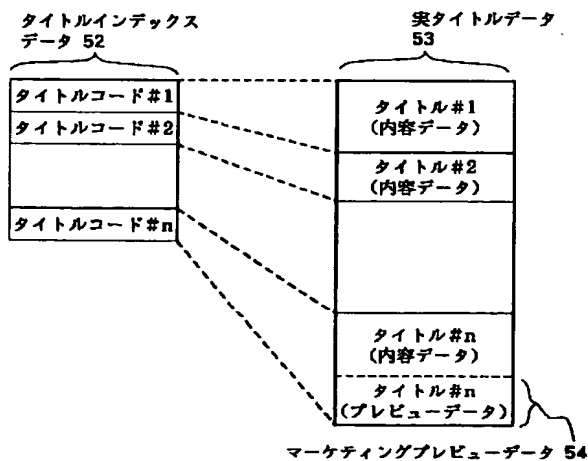 タイトルインデックス
データ 52
タイトルコード#1
タイトルコード#2
タイトルコード#n
実タイトルデータ
53
タイトル#1
(内容データ)
タイトル#2
(内容データ)
タイトル#n
(内容データ)
タイトル#n
(プレビューデータ)
マーケティングプレビューデータ 54